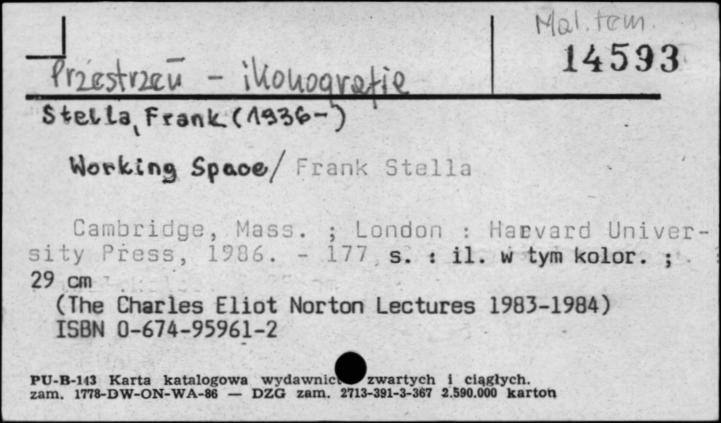 Mal. tem.
14593
Przestrzeń - ikonografie
Stella, Frank (1936-)
Working Space / Frank Stella
Cambridge, Mass. ; London : Harvard Univer-
sity Press, 1986. - 177 s. : il. w tym kolor. ;
29 cm
(The Charles Eliot Norton Lectures 1983-1984)
ISBN 0-674-95961-2
PU-B-143 Karta katalogowa wydawnict zwartych i ciągłych.
zam. 1778-DW-ON-WA-86 — DZG zam. 2713-391-3-367 2.590.000 karton